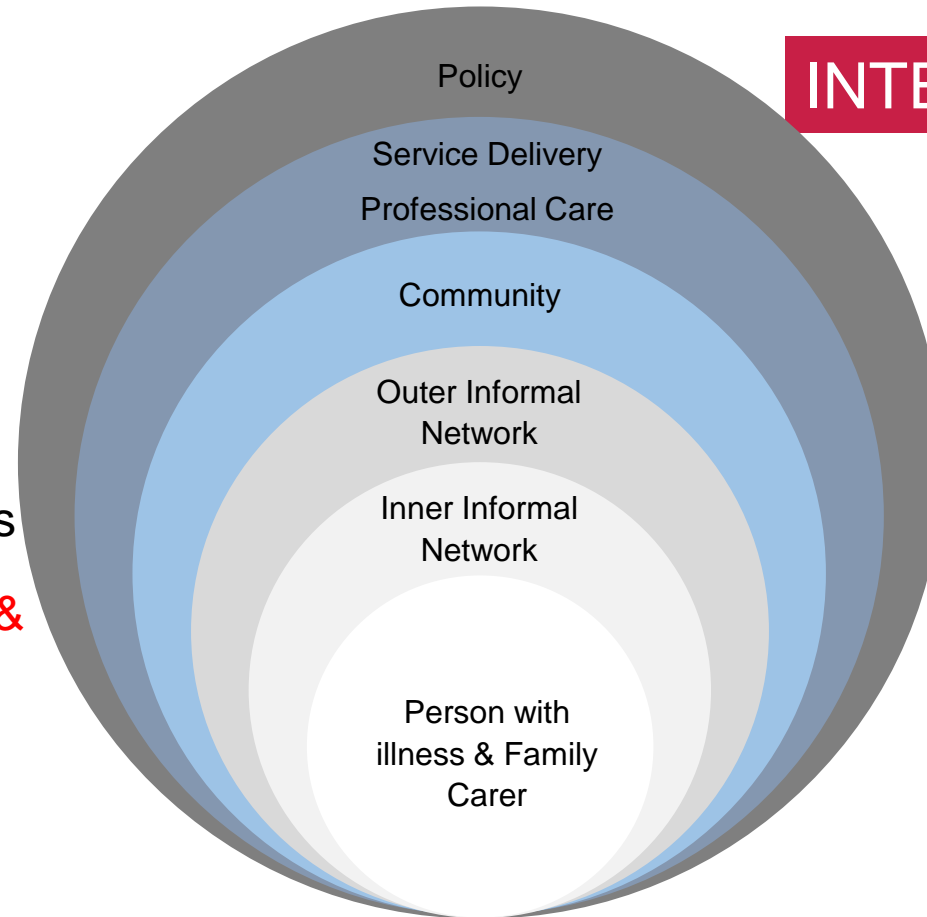 Policy
INTE
Service Delivery
Professional Care
Community
Outer Informal
Network
Inner Informal
Network
s
&
Person with
illness & Family
Carer